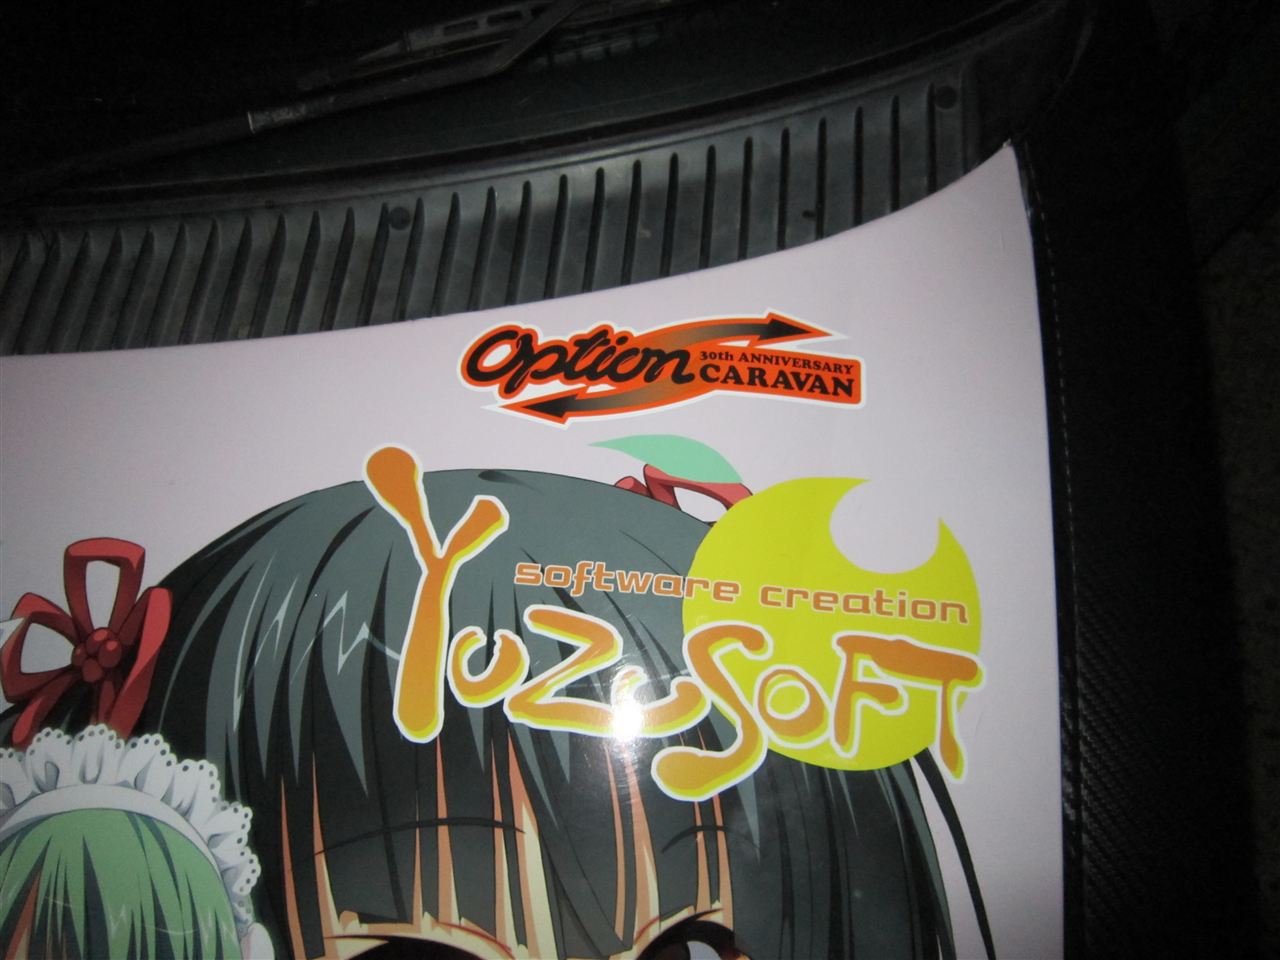 Option
30th ANNIVERSARY
CARAVAN
software creation
YUZUSOFT